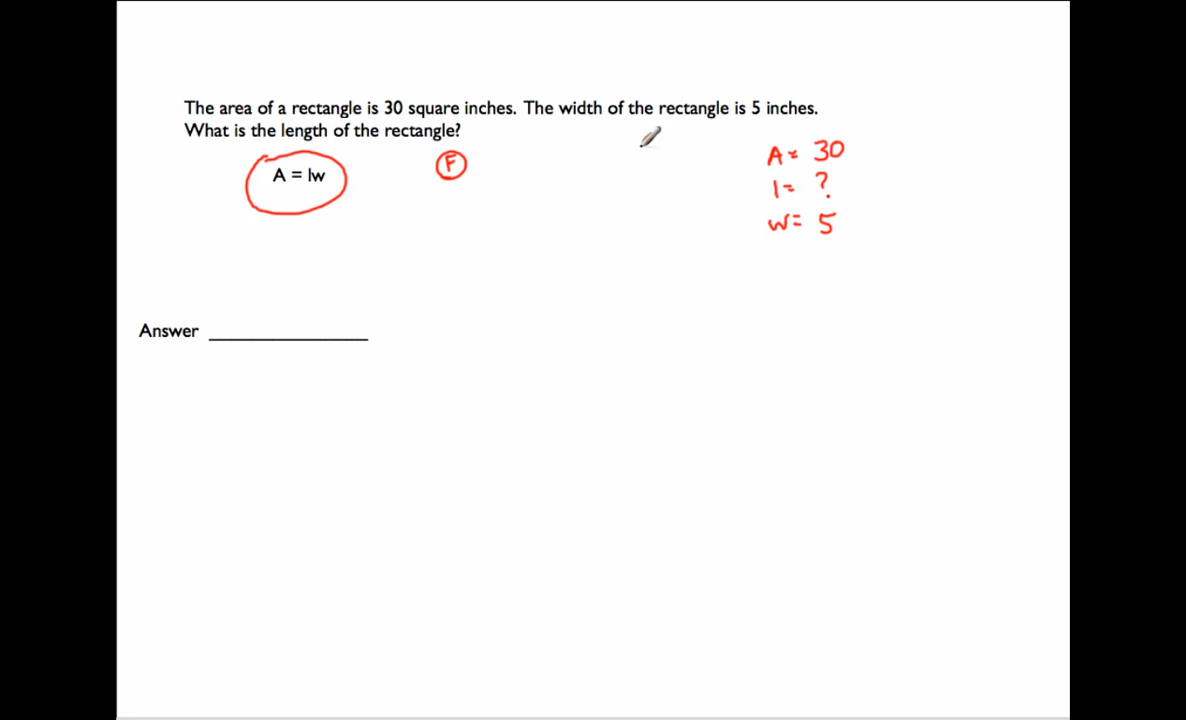 The area of a rectangle is 30 square inches. The width of the rectangle is 5 inches.
What is the length of the rectangle?
A = lw
F
A = 30
l = ?
w = 5
Answer _______________